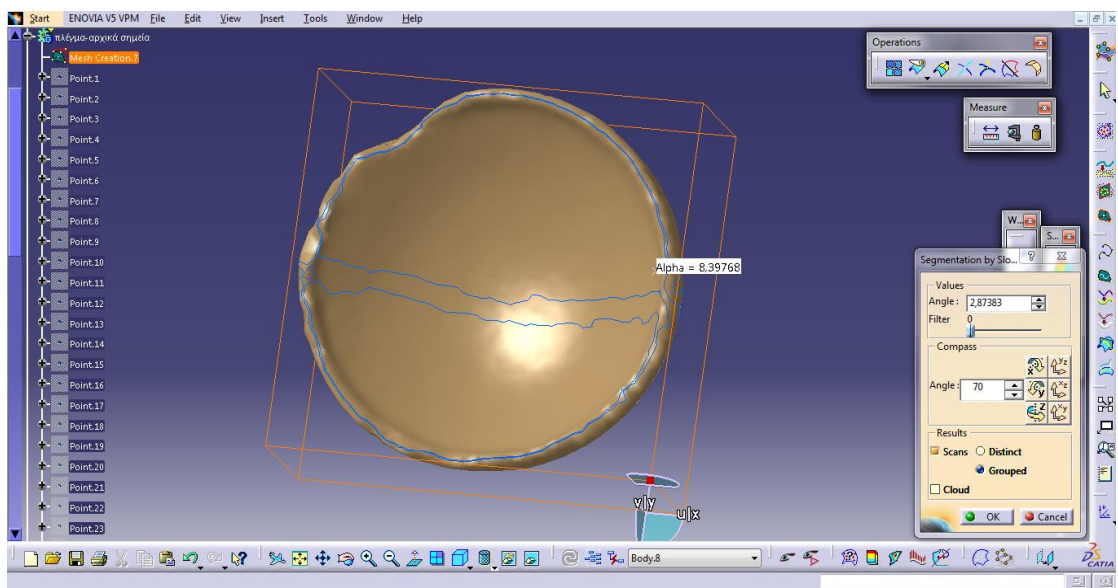 Start ENOVIA V5 VPM File Edit View Insert Tools Window Help
πλέγμα-αρχικά σημεία
Mesh Creation.7
Point.1
Point.2
Point.3
Point.4
Point.5
Point.6
Point.7
Point.8
Point.9
Point.10
Point.11
Point.12
Point.13
Point.14
Point.15
Point.16
Point.17
Point.18
Point.19
Point.20
Point.21
Point.22
Point.23
Operations
Measure
W...
S...
Alpha = 8,39768
Segmentation by Slo...
Values
Angle: 2,87383
Filter 0
Compass
Angle: 70
Results
Scans Distinct
Grouped
Cloud
OK Cancel
v|y
u|x
Body.8
CATIA